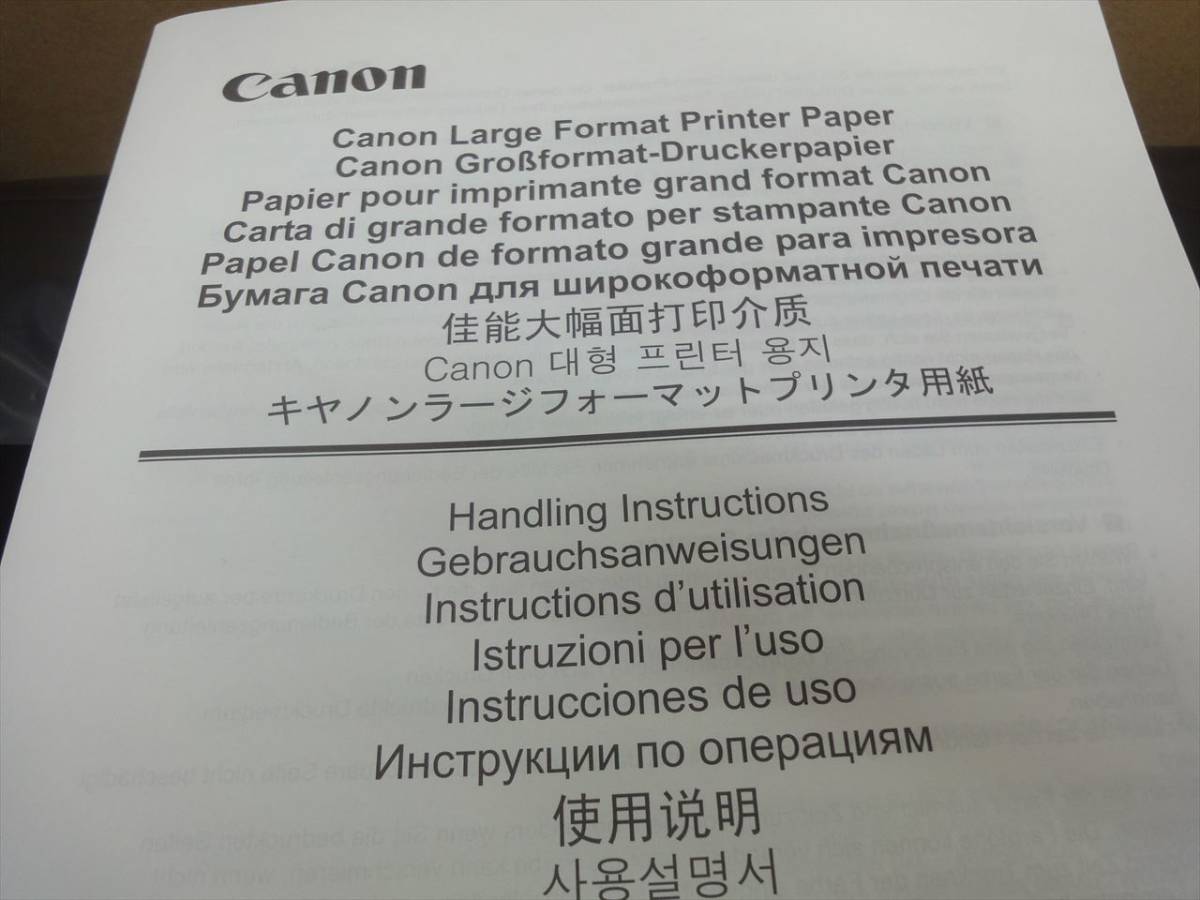 Canon
Canon Large Format Printer Paper
Canon Großformat-Druckerpapier
Papier pour imprimante grand format Canon
Carta di grande formato per stampante Canon
Papel Canon de formato grande para impresora
Бумага Canon для широкоформатной печати
佳能大幅面打印介质
Canon 대형 프린터 용지
キヤノンラージフォーマットプリンタ用紙
Handling Instructions
Gebrauchsanweisungen
Instructions d’utilisation
Istruzioni per l’uso
Instrucciones de uso
Инструкции по операциям
使用说明
사용설명서